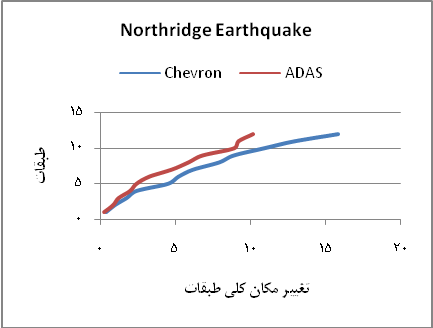 Northridge Earthquake
Chevron ADAS
۱۵
۱۰
۵
۰
طبقات
۰ ۵ ۱۰ ۱۵ ۲۰
تغییر مکان کلی طبقات